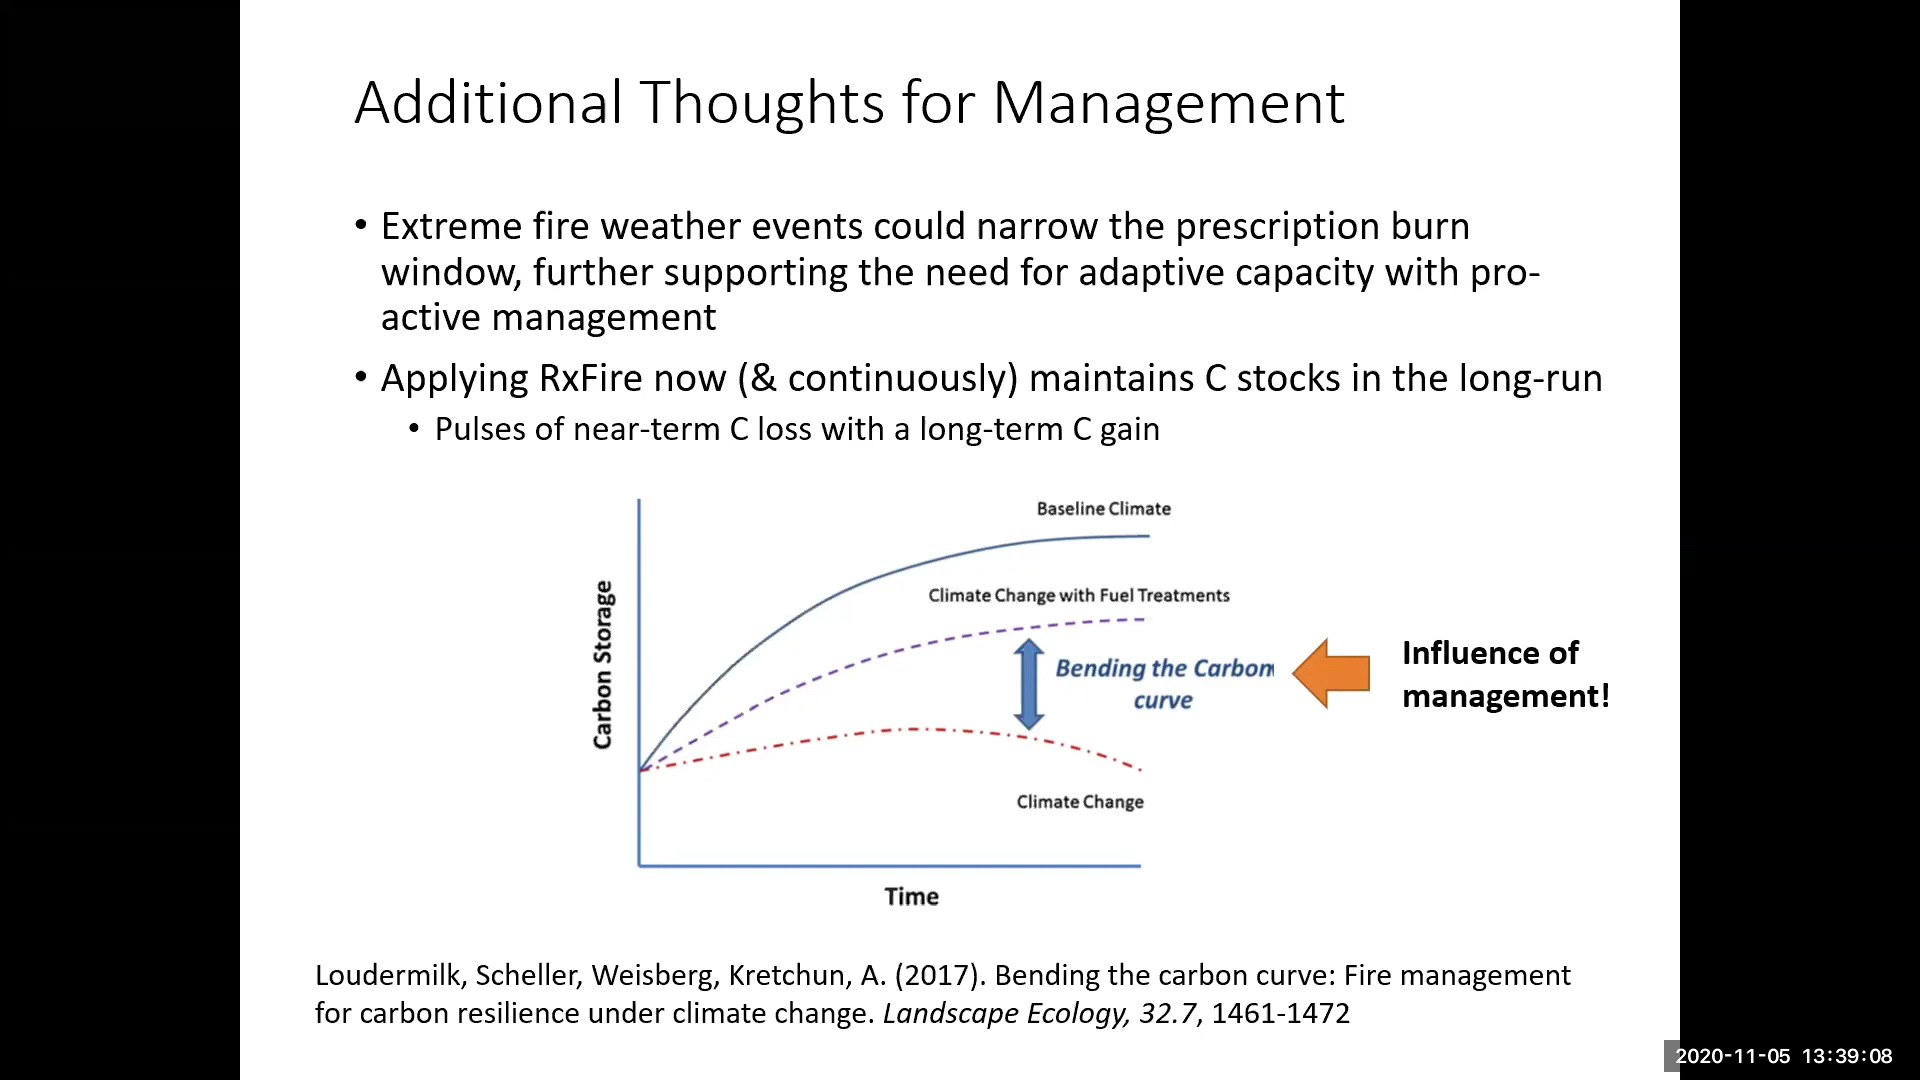 Additional Thoughts for Management
• Extreme fire weather events could narrow the prescription burn
window, further supporting the need for adaptive capacity with pro-
active management
• Applying RxFire now (& continuously) maintains C stocks in the long-run
• Pulses of near-term C loss with a long-term C gain
Baseline Climate
Climate Change with Fuel Treatments
Carbon Storage
Bending the Carbon
curve
Influence of
management!
Climate Change
Time
Loudermilk, Scheller, Weisberg, Kretchun, A. (2017). Bending the carbon curve: Fire management
for carbon resilience under climate change. Landscape Ecology, 32.7, 1461-1472
2020-11-05 13:39:08